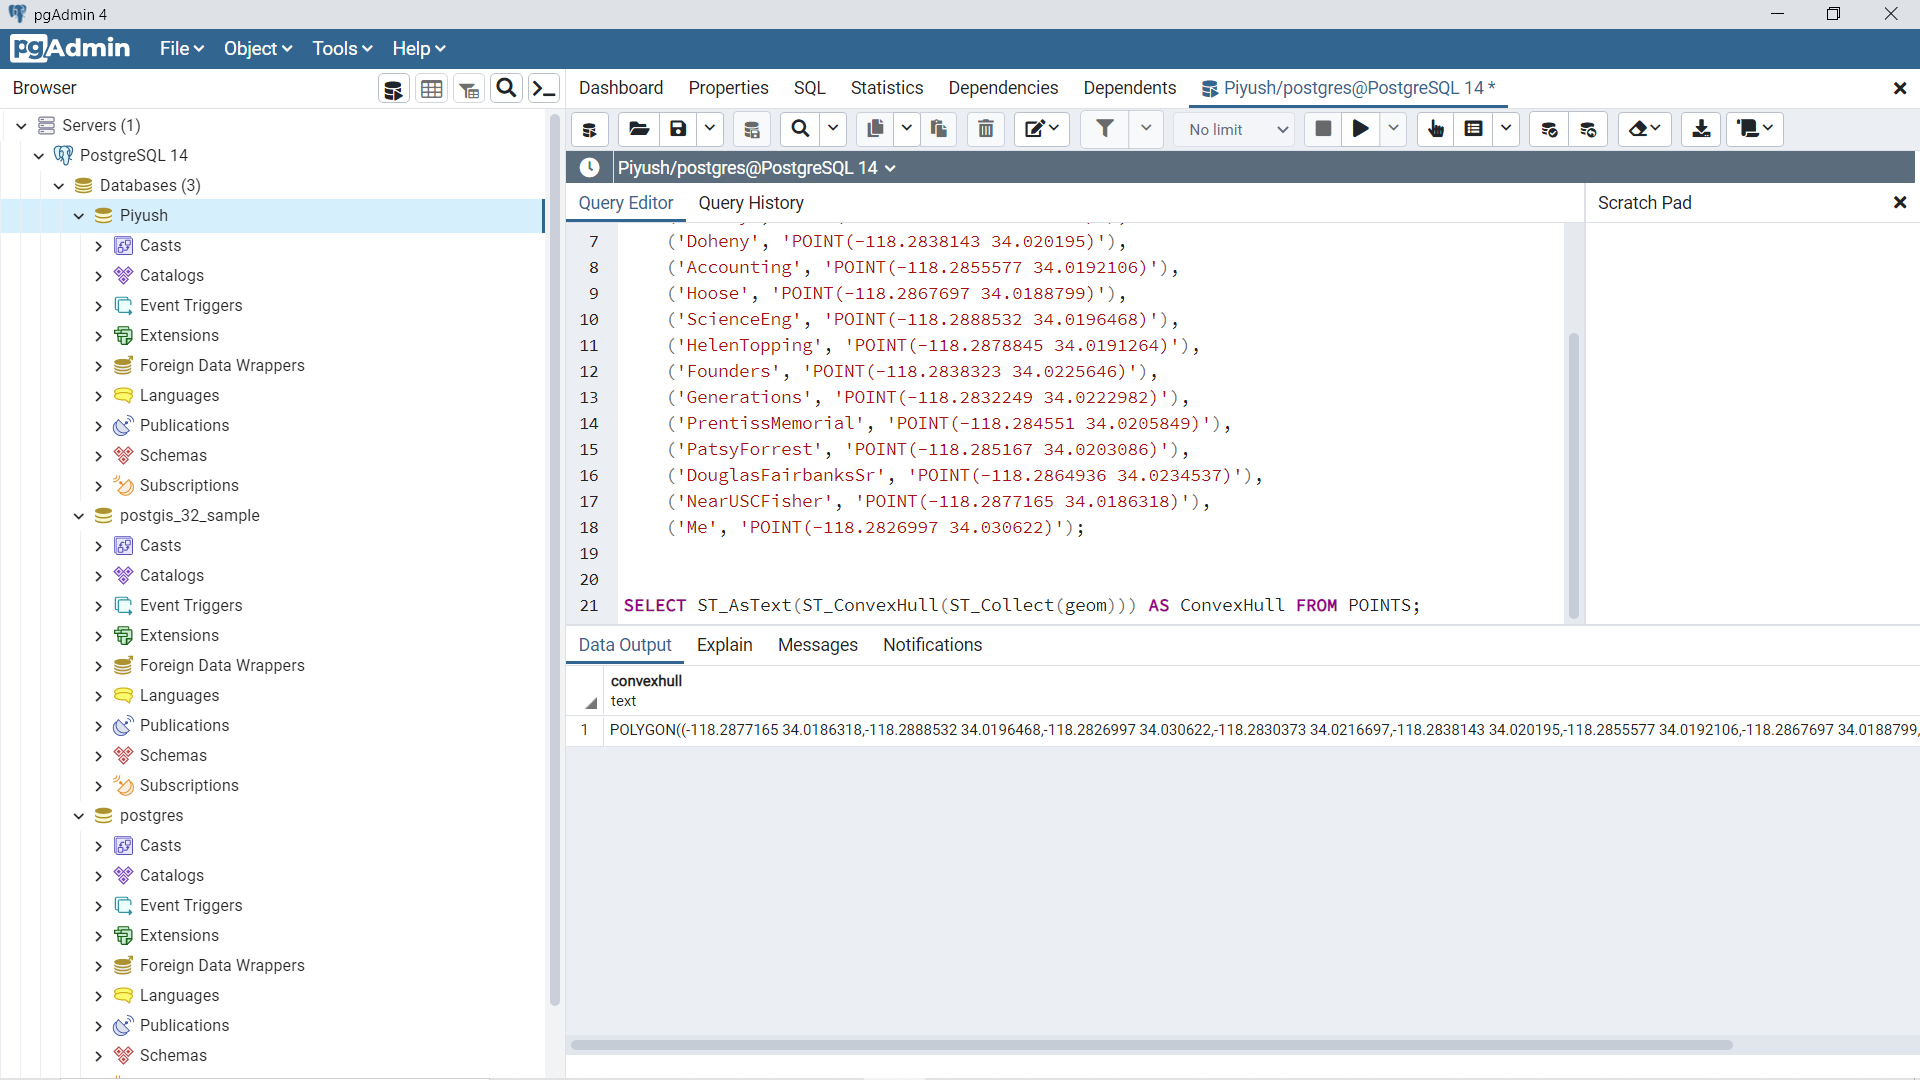 pgAdmin 4
pgAdmin File Object Tools Help
Browser
Servers (1)
PostgreSQL 14
Databases (3)
Piyush
Casts
Catalogs
Event Triggers
Extensions
Foreign Data Wrappers
Languages
Publications
Schemas
Subscriptions
postgis_32_sample
Casts
Catalogs
Event Triggers
Extensions
Foreign Data Wrappers
Languages
Publications
Schemas
Subscriptions
postgres
Casts
Catalogs
Event Triggers
Extensions
Foreign Data Wrappers
Languages
Publications
Schemas
Dashboard Properties SQL Statistics Dependencies Dependents Piyush/postgres@PostgreSQL 14 *
No limit
Piyush/postgres@PostgreSQL 14
Query Editor Query History
Scratch Pad
7 ('Doheny', 'POINT(-118.2838143 34.020195)'),
8 ('Accounting', 'POINT(-118.2855577 34.0192106)'),
9 ('Hoose', 'POINT(-118.2867697 34.0188799)'),
10 ('ScienceEng', 'POINT(-118.2888532 34.0196468)'),
11 ('HelenTopping', 'POINT(-118.2878845 34.0191264)'),
12 ('Founders', 'POINT(-118.2838323 34.0225646)'),
13 ('Generations', 'POINT(-118.2832249 34.0222982)'),
14 ('PrentissMemorial', 'POINT(-118.284551 34.0205849)'),
15 ('PatsyForrest', 'POINT(-118.285167 34.0203086)'),
16 ('DouglasFairbanksSr', 'POINT(-118.2864936 34.0234537)'),
17 ('NearUSCFisher', 'POINT(-118.2877165 34.0186318)'),
18 ('Me', 'POINT(-118.2826997 34.030622)');
19
20
21 SELECT ST_AsText(ST_ConvexHull(ST_Collect(geom))) AS ConvexHull FROM POINTS;
Data Output Explain Messages Notifications
convexhull
text
1 POLYGON((-118.2877165 34.0186318,-118.2888532 34.0196468,-118.2826997 34.030622,-118.2830373 34.0216697,-118.2838143 34.020195,-118.2855577 34.0192106,-118.2867697 34.0188799,